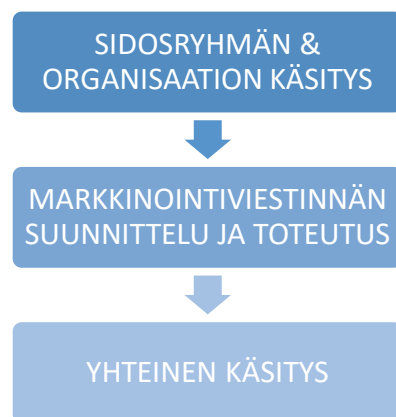 SIDOSRYHMÄN &
ORGANISAATION KÄSITYS
MARKKINOINTIVIESTINNÄN
SUUNNITTELU JA TOTEUTUS
YHTEINEN KÄSITYS